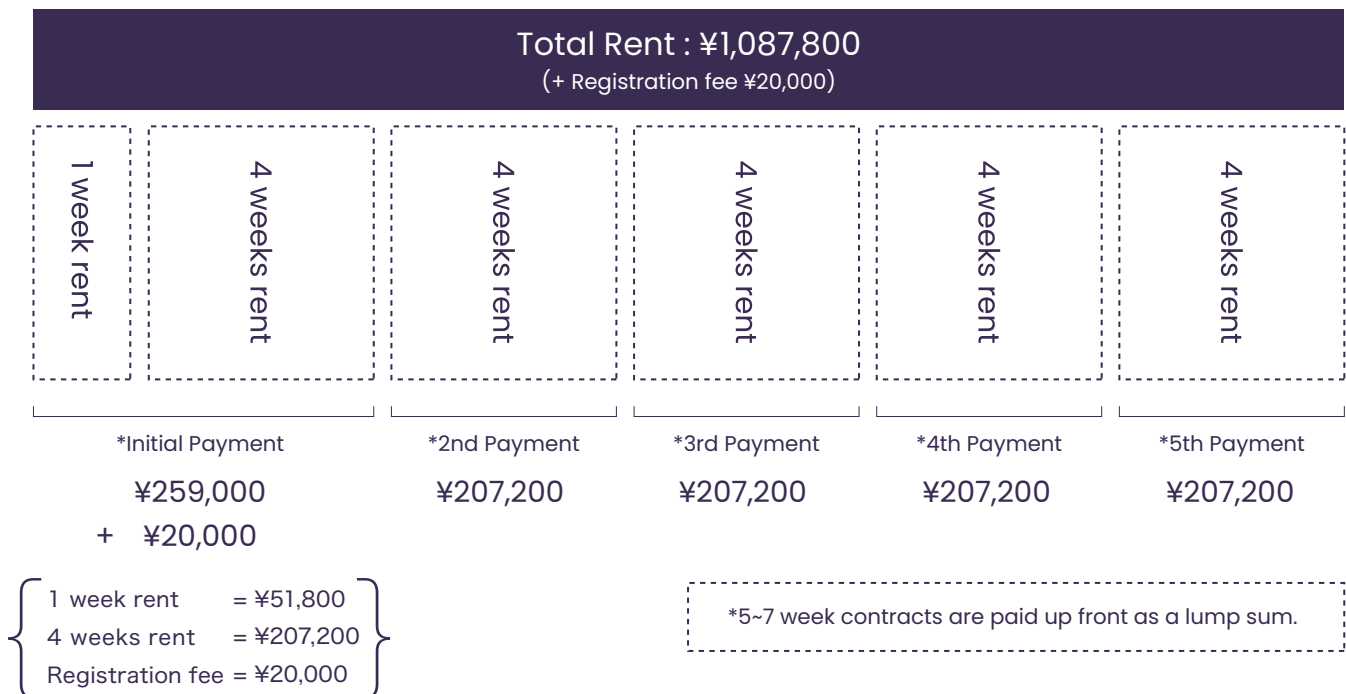 Total Rent : ¥1,087,800
(+ Registration fee ¥20,000)
1 week rent
4 weeks rent
4 weeks rent
4 weeks rent
4 weeks rent
4 weeks rent
*Initial Payment
¥259,000
+ ¥20,000
*2nd Payment
¥207,200
*3rd Payment
¥207,200
*4th Payment
¥207,200
*5th Payment
¥207,200
1 week rent = ¥51,800
4 weeks rent = ¥207,200
Registration fee = ¥20,000
*5~7 week contracts are paid up front as a lump sum.